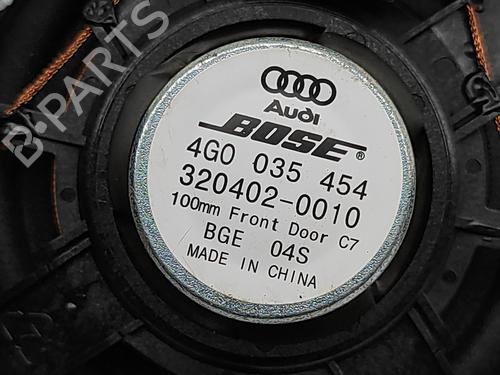 B-PARTS
Audi
BOSE®
4G0 035 454
320402-0010
100mm Front Door C7
BGE 04S
MADE IN CHINA